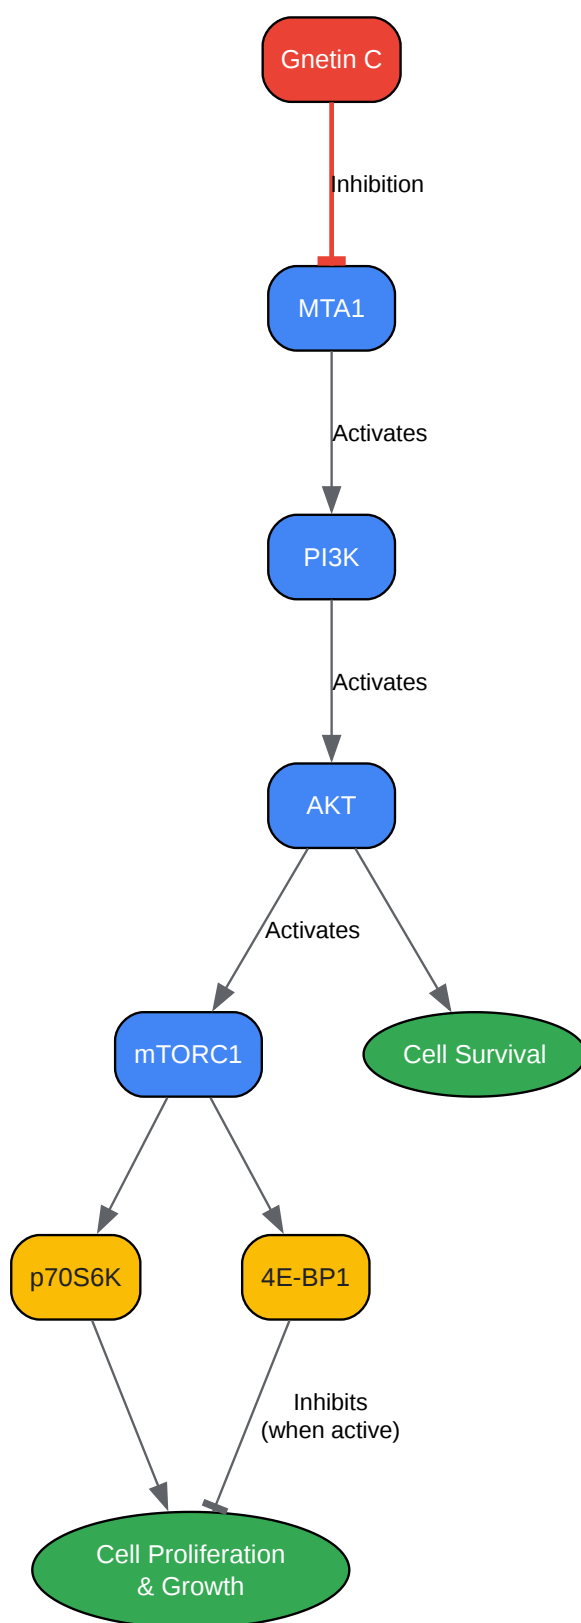 Gnetin C
Inhibition
MTA1
Activates
PI3K
Activates
AKT
Activates
mTORC1
Cell Survival
p70S6K
4E-BP1
Inhibits
(when active)
Cell Proliferation
& Growth